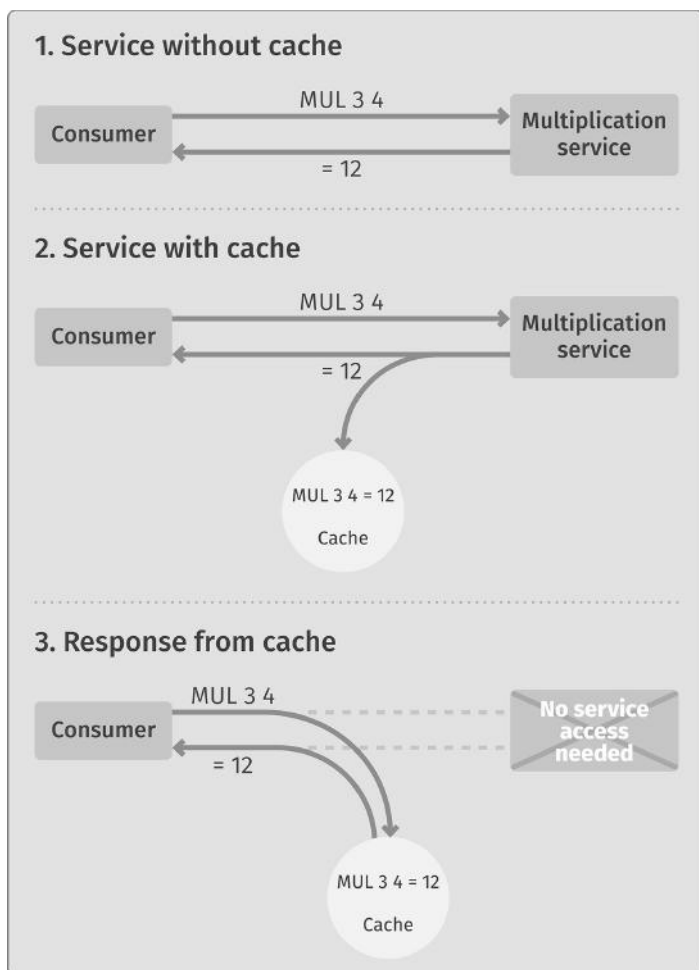 1. Service without cache
MUL 3 4
Consumer
Multiplication
service
= 12
2. Service with cache
MUL 3 4
Consumer
Multiplication
service
= 12
MUL 3 4 = 12
Cache
3. Response from cache
MUL 3 4
Consumer
No service
access
needed
= 12
MUL 3 4 = 12
Cache